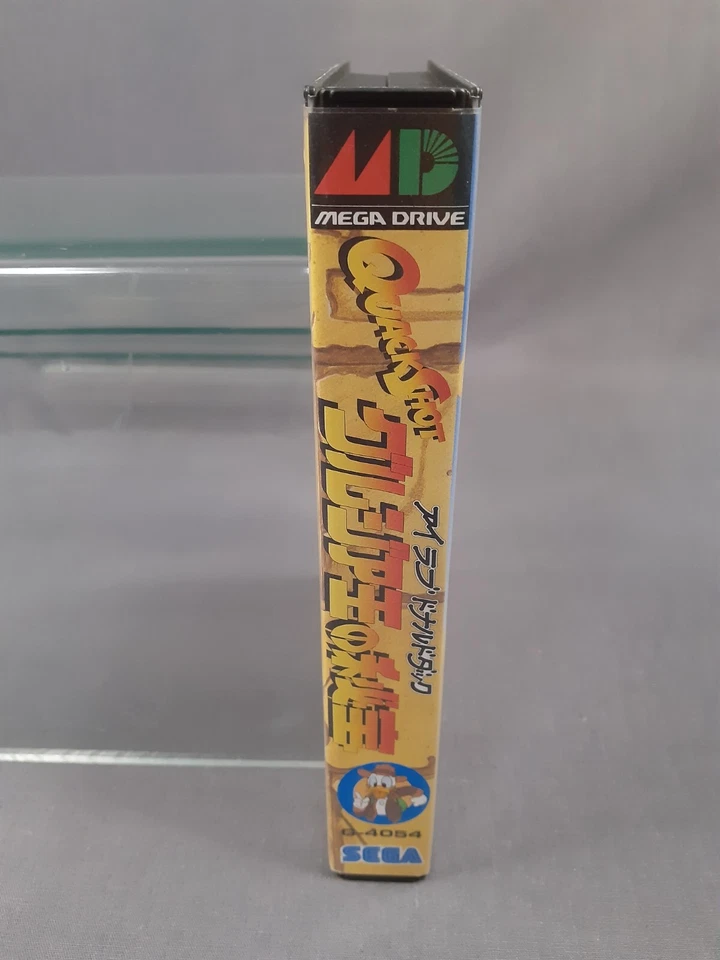 MD
MEGA DRIVE
QUACKSHOT
アイ ラブ ドナルドダック
グルジア王の秘宝
G-4054
SEGA